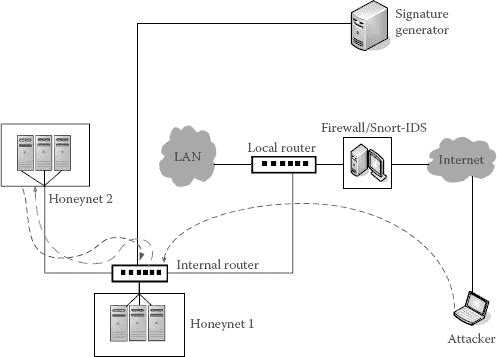 Signature
generator
Firewall/Snort-IDS
Local router
LAN
Internet
Honeynet 2
Internal router
Honeynet 1
Attacker